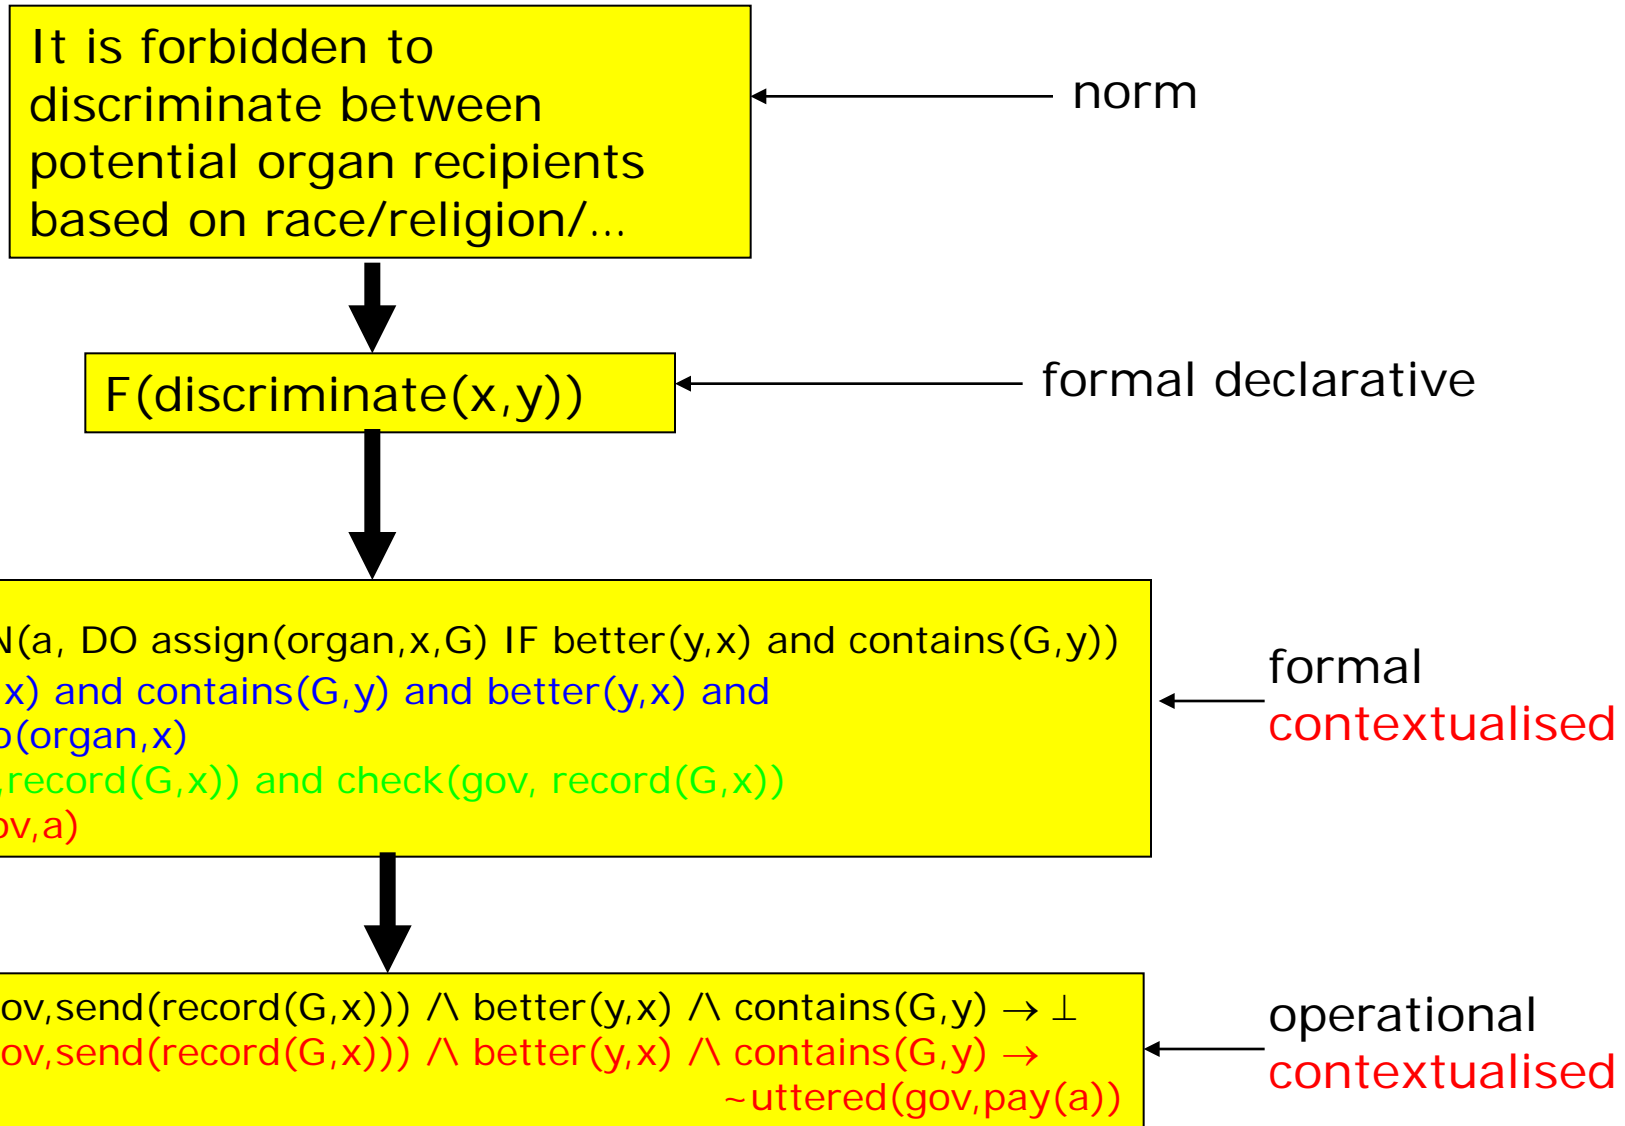 It is forbidden to
discriminate between
potential organ recipients
based on race/religion/...
norm
F(discriminate(x,y))
formal declarative
N(a, DO assign(organ,x,G) IF better(y,x) and contains(G,y))
x) and contains(G,y) and better(y,x) and
(organ,x)
,record(G,x)) and check(gov, record(G,x))
ov,a)
formal
contextualised
ov,send(record(G,x))) /\ better(y,x) /\ contains(G,y) → ⊥
ov,send(record(G,x))) /\ better(y,x) /\ contains(G,y) →
~uttered(gov,pay(a))
operational
contextualised